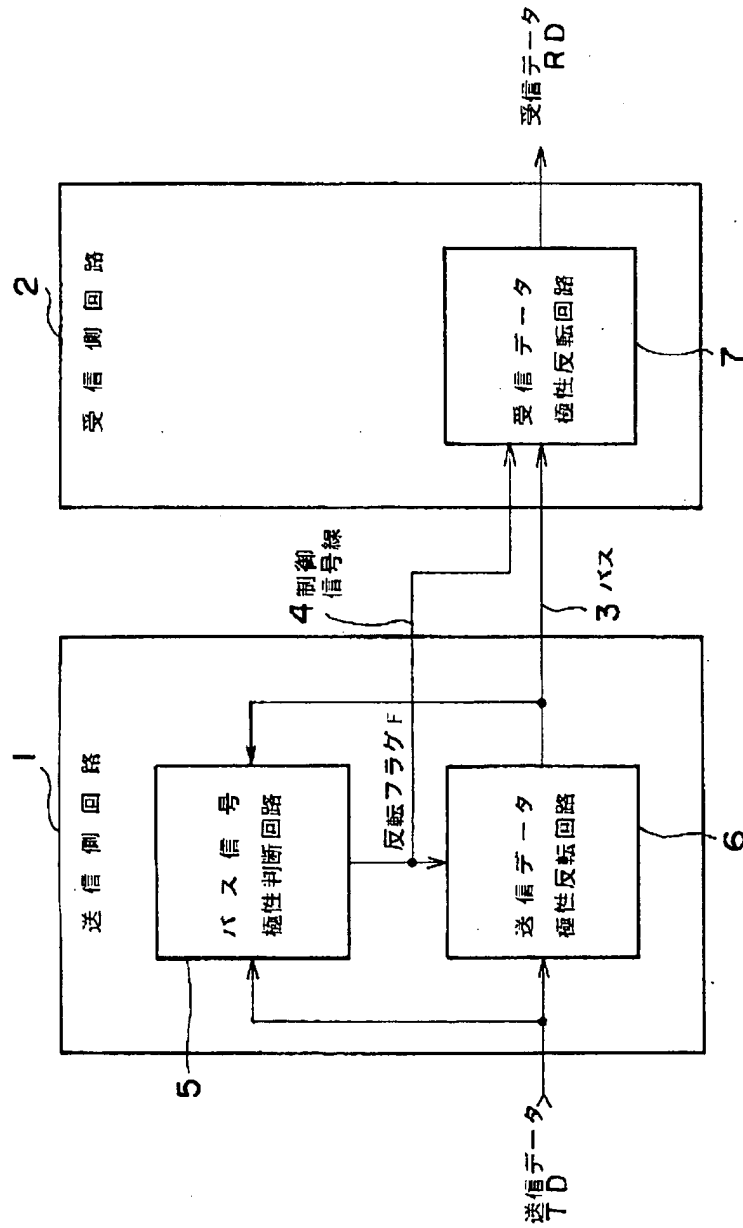 1
送信側回路
5
バス信号
極性判断回路
反転フラグF
送信データ
極性反転回路
6
送信データ
TD
4 制御
信号線
3 バス
2
受信側回路
受信データ
極性反転回路
7
受信データ
RD